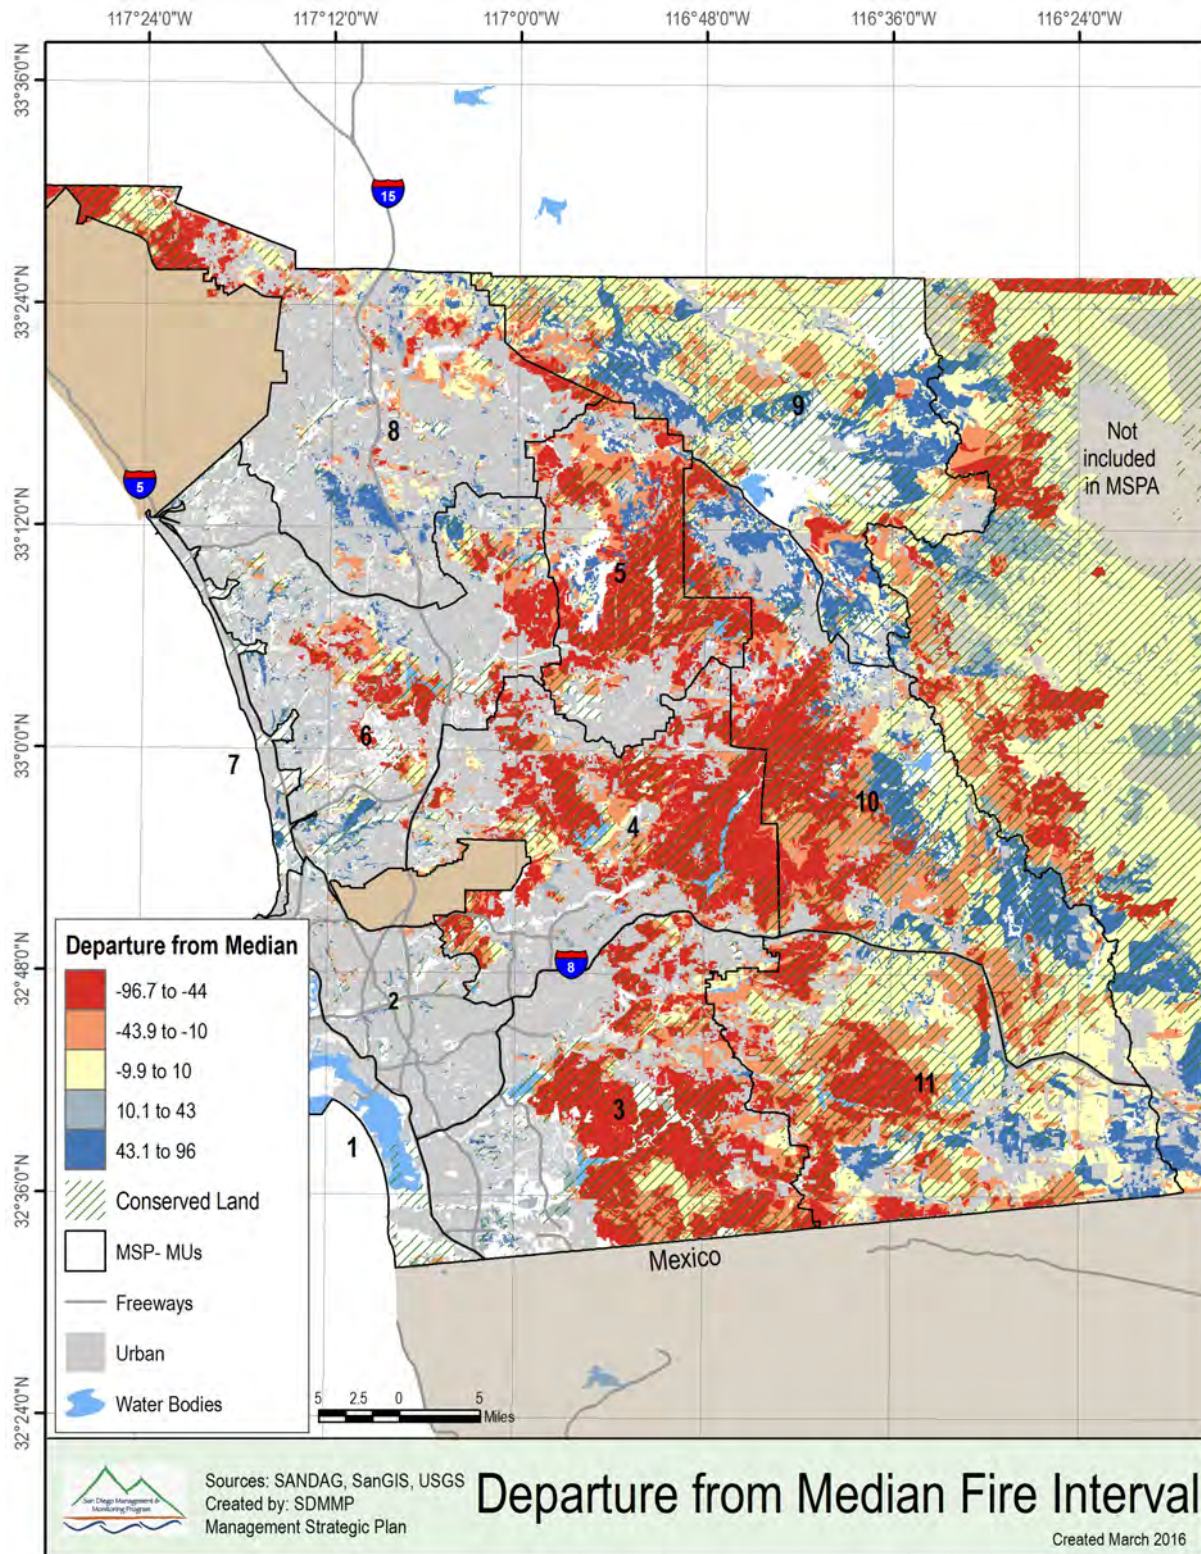 117°24'0"W 117°12'0"W 117°0'0"W 116°48'0"W 116°36'0"W 116°24'0"W
33°36'0"N
15
33°24'0"N
8
9
Not
included
in MSPA
5
33°12'0"N
5
6
33°0'0"N
7
10
4
Departure from Median
-96.7 to -44
-43.9 to -10
-9.9 to 10
10.1 to 43
43.1 to 96
Conserved Land
MSP- MUs
Freeways
Urban
Water Bodies
8
32°48'0"N
2
11
3
1
32°36'0"N
Mexico
32°24'0"N
5 2.5 0 5
Miles
San Diego Management &
Monitoring Program
Sources: SANDAG, SanGIS, USGS
Created by: SDMMP
Management Strategic Plan
Departure from Median Fire Interval
Created March 2016